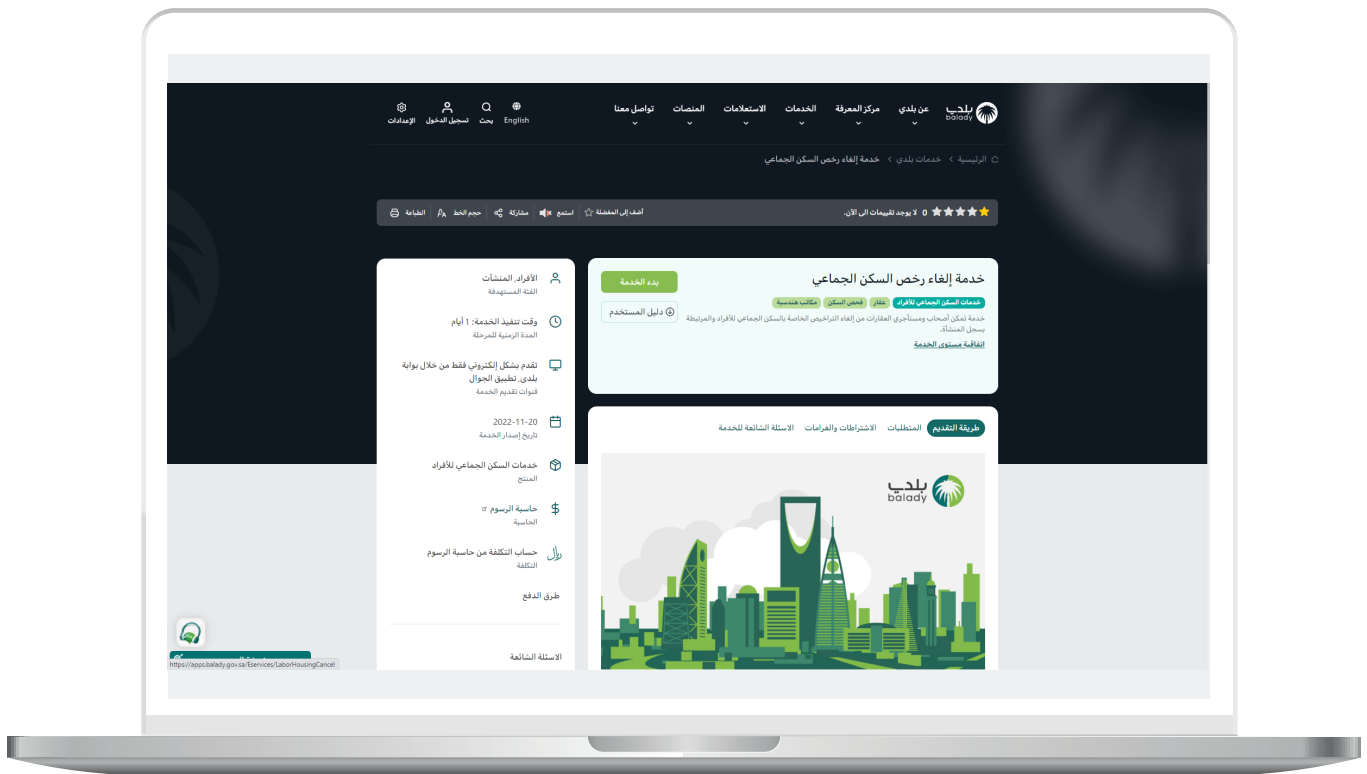 بلدي
balady
عن بلدي
مركز المعرفة
الخدمات
الاستعلامات
المنصات
تواصل معنا
English
بحث
تسجيل الدخول
الإعدادات
الرئيسية › خدمات بلدي › خدمة إلغاء رخص السكن الجماعي
0 لا يوجد تقييمات الى الآن.
أضف إلى المفضلة
استمع
مشاركة
حجم الخط
الطباعة
خدمة إلغاء رخص السكن الجماعي
بدء الخدمة
خدمات السكن الجماعي للأفراد
عقار
فحص السكن
مكاتب هندسية
دليل المستخدم
خدمة تمكن أصحاب ومستأجري العقارات من إلغاء التراخيص الخاصة بالسكن الجماعي للأفراد والمرتبطة
بسجل المنشأة.
اتفاقية مستوى الخدمة
طريقة التقديم
المتطلبات
الاشتراطات والغرامات
الاسئلة الشائعة للخدمة
بلدي
balady
الأفراد, المنشآت
الفئة المستهدفة
وقت تنفيذ الخدمة: 1 أيام
المدة الزمنية للمرحلة
تقدم بشكل إلكتروني فقط من خلال بوابة
بلدي, تطبيق الجوال
قنوات تقديم الخدمة
2022-11-20
تاريخ إصدار الخدمة
خدمات السكن الجماعي للأفراد
المنتج
حاسبة الرسوم
الحاسبة
حساب التكلفة من حاسبة الرسوم
التكلفة
طرق الدفع
الاسئلة الشائعة
https://apps.balady.gov.sa/Eservices/LaborHousingCancel